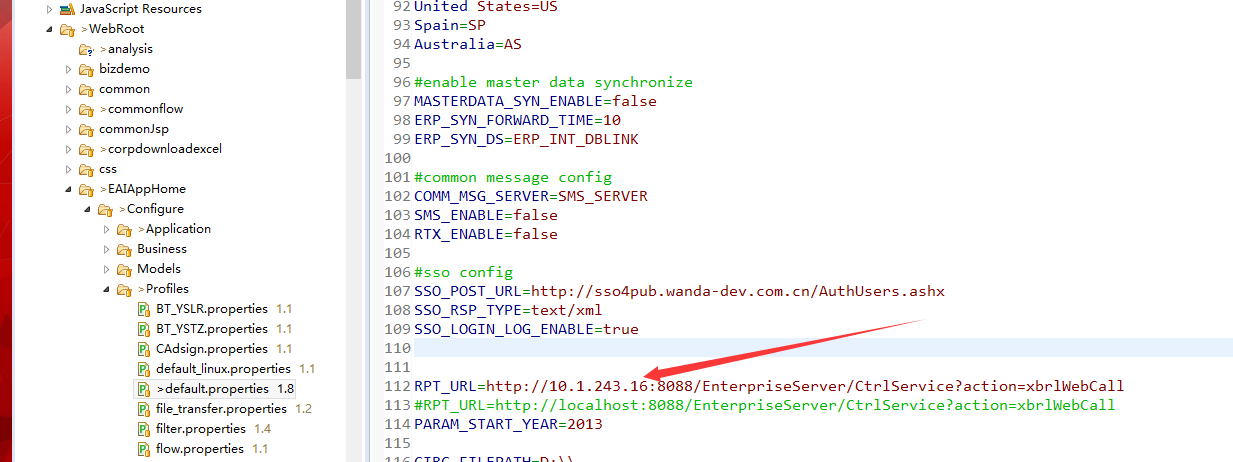 JavaScript Resources
>WebRoot
>analysis
bizdemo
common
>commonflow
commonJsp
>corpdownloadexcel
css
>EAIAppHome
>Configure
>Application
Business
Models
>Profiles
BT_YSLR.properties 1.1
BT_YSTZ.properties 1.1
CAdsign.properties 1.1
default_linux.properties 1.1
>default.properties 1.8
file_transfer.properties 1.2
filter.properties 1.4
flow.properties 1.1
92 United States=US
93 Spain=SP
94 Australia=AS
95
96 #enable master data synchronize
97 MASTERDATA_SYN_ENABLE=false
98 ERP_SYN_FORWARD_TIME=10
99 ERP_SYN_DS=ERP_INT_DBLINK
100
101 #common message config
102 COMM_MSG_SERVER=SMS_SERVER
103 SMS_ENABLE=false
104 RTX_ENABLE=false
105
106 #sso config
107 SSO_POST_URL=http://sso4pub.wanda-dev.com.cn/AuthUsers.ashx
108 SSO_RSP_TYPE=text/xml
109 SSO_LOGIN_LOG_ENABLE=true
110
111
112 RPT_URL=http://10.1.243.16:8088/EnterpriseServer/CtrlService?action=xbrlWebCall
113 #RPT_URL=http://localhost:8088/EnterpriseServer/CtrlService?action=xbrlWebCall
114 PARAM_START_YEAR=2013
115
116 CIRC_FILEPATH=D:\\